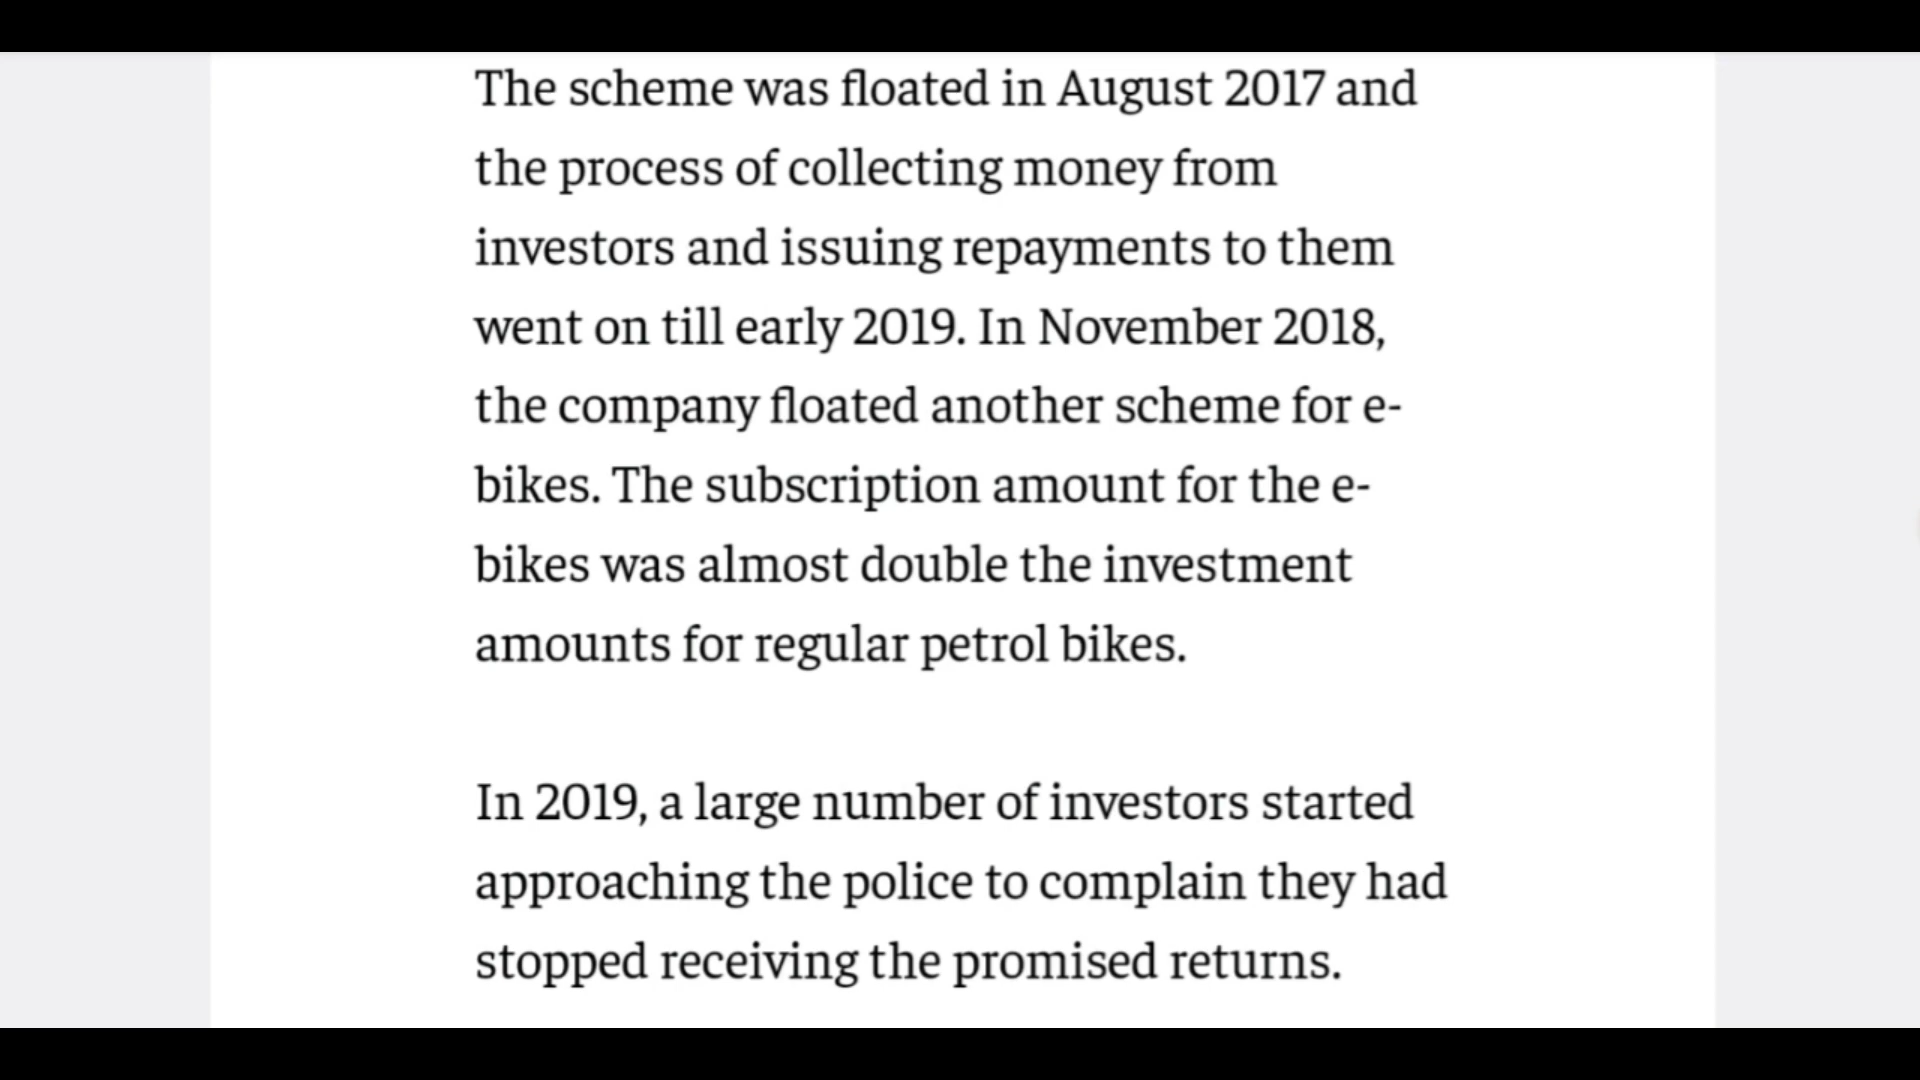 The scheme was floated in August 2017 and
the process of collecting money from
investors and issuing repayments to them
went on till early 2019. In November 2018,
the company floated another scheme for e-
bikes. The subscription amount for the e-
bikes was almost double the investment
amounts for regular petrol bikes.
In 2019, a large number of investors started
approaching the police to complain they had
stopped receiving the promised returns.